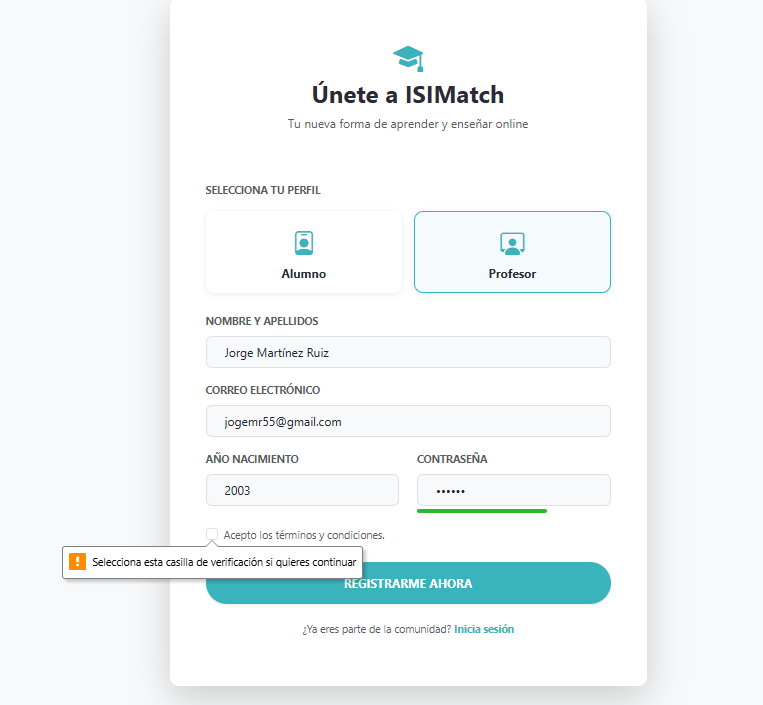 Únete a ISIMatch
Tu nueva forma de aprender y enseñar online
SELECCIONA TU PERFIL
Alumno
Profesor
NOMBRE Y APELLIDOS
Jorge Martínez Ruiz
CORREO ELECTRÓNICO
jogemr55@gmail.com
AÑO NACIMIENTO
CONTRASEÑA
2003
••••••
Acepto los términos y condiciones.
! Selecciona esta casilla de verificación si quieres continuar
REGISTRARME AHORA
¿Ya eres parte de la comunidad? Inicia sesión